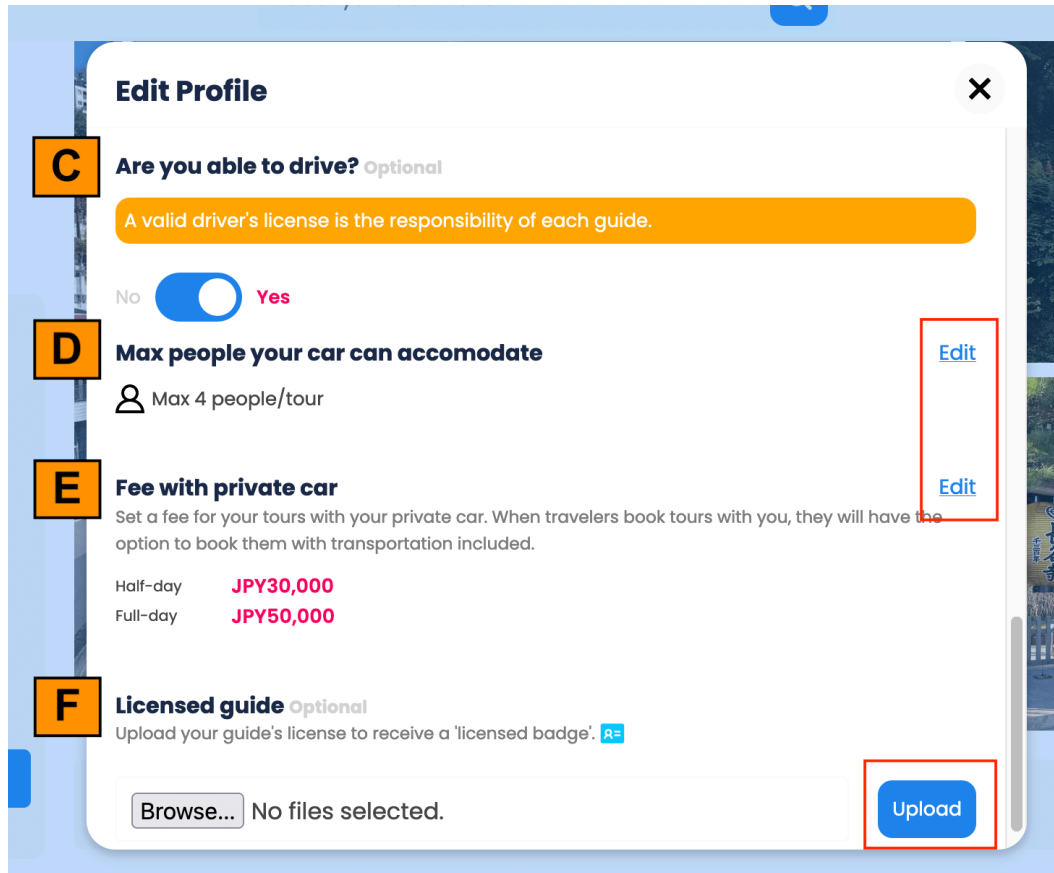 Edit Profile
C
Are you able to drive? Optional
A valid driver's license is the responsibility of each guide.
No Yes
D
Max people your car can accomodate Edit
Max 4 people/tour
E
Fee with private car Edit
Set a fee for your tours with your private car. When travelers book tours with you, they will have the
option to book them with transportation included.
Half-day JPY30,000
Full-day JPY50,000
F
Licensed guide Optional
Upload your guide's license to receive a 'licensed badge'.
Browse... No files selected.
Upload